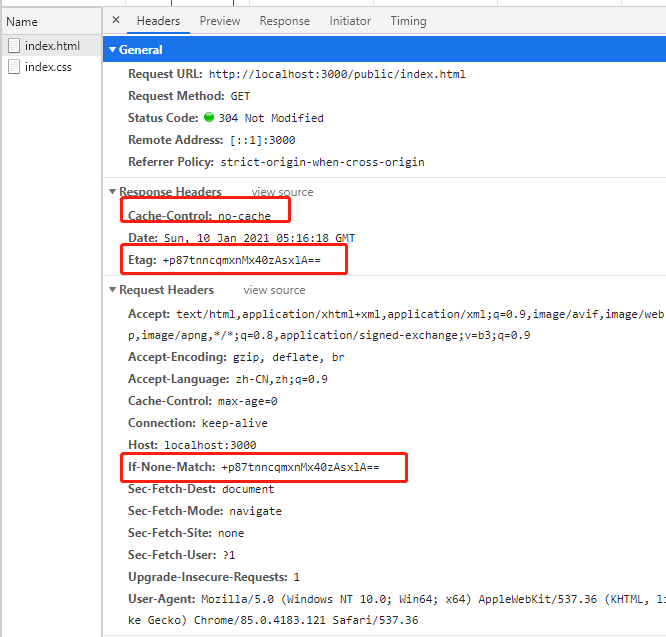 Name
index.html
index.css
× Headers Preview Response Initiator Timing
General
Request URL: http://localhost:3000/public/index.html
Request Method: GET
Status Code: 304 Not Modified
Remote Address: [::1]:3000
Referrer Policy: strict-origin-when-cross-origin
Response Headers view source
Cache-Control: no-cache
Date: Sun, 10 Jan 2021 05:16:18 GMT
Etag: +p87tnncqmxnMx40zAsxlA==
Request Headers view source
Accept: text/html,application/xhtml+xml,application/xml;q=0.9,image/avif,image/web
p,image/apng,*/*;q=0.8,application/signed-exchange;v=b3;q=0.9
Accept-Encoding: gzip, deflate, br
Accept-Language: zh-CN,zh;q=0.9
Cache-Control: max-age=0
Connection: keep-alive
Host: localhost:3000
If-None-Match: +p87tnncqmxnMx40zAsxlA==
Sec-Fetch-Dest: document
Sec-Fetch-Mode: navigate
Sec-Fetch-Site: none
Sec-Fetch-User: ?1
Upgrade-Insecure-Requests: 1
User-Agent: Mozilla/5.0 (Windows NT 10.0; Win64; x64) AppleWebKit/537.36 (KHTML, li
ke Gecko) Chrome/85.0.4183.121 Safari/537.36